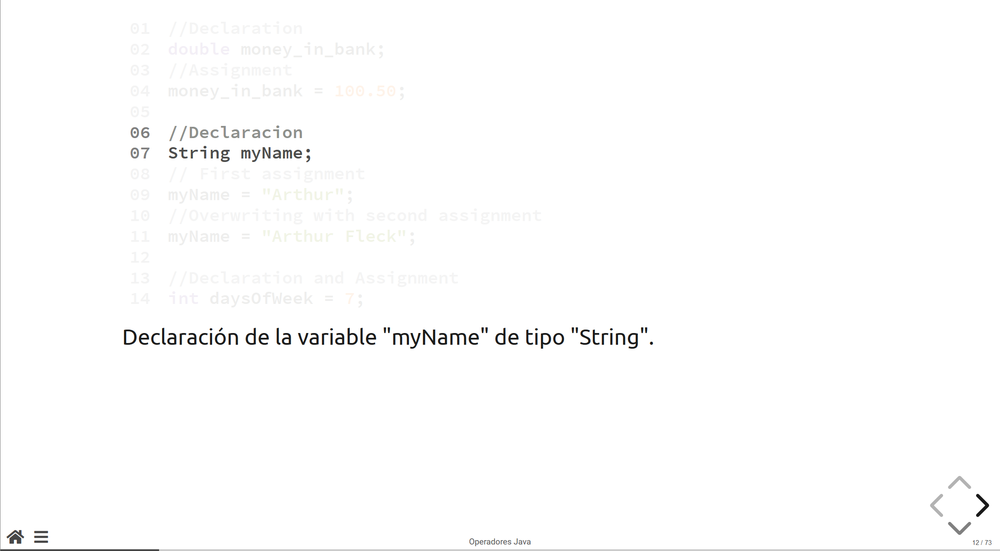 01 //Declaration
02 double money_in_bank;
03 //Assignment
04 money_in_bank = 100.50;
05
06 //Declaracion
07 String myName;
08 // First assignment
09 myName = "Arthur";
10 //Overwriting with second assignment
11 myName = "Arthur Fleck";
12
13 //Declaration and Assignment
14 int daysOfWeek = 7;
Declaración de la variable "myName" de tipo "String".
Operadores Java
12 / 73